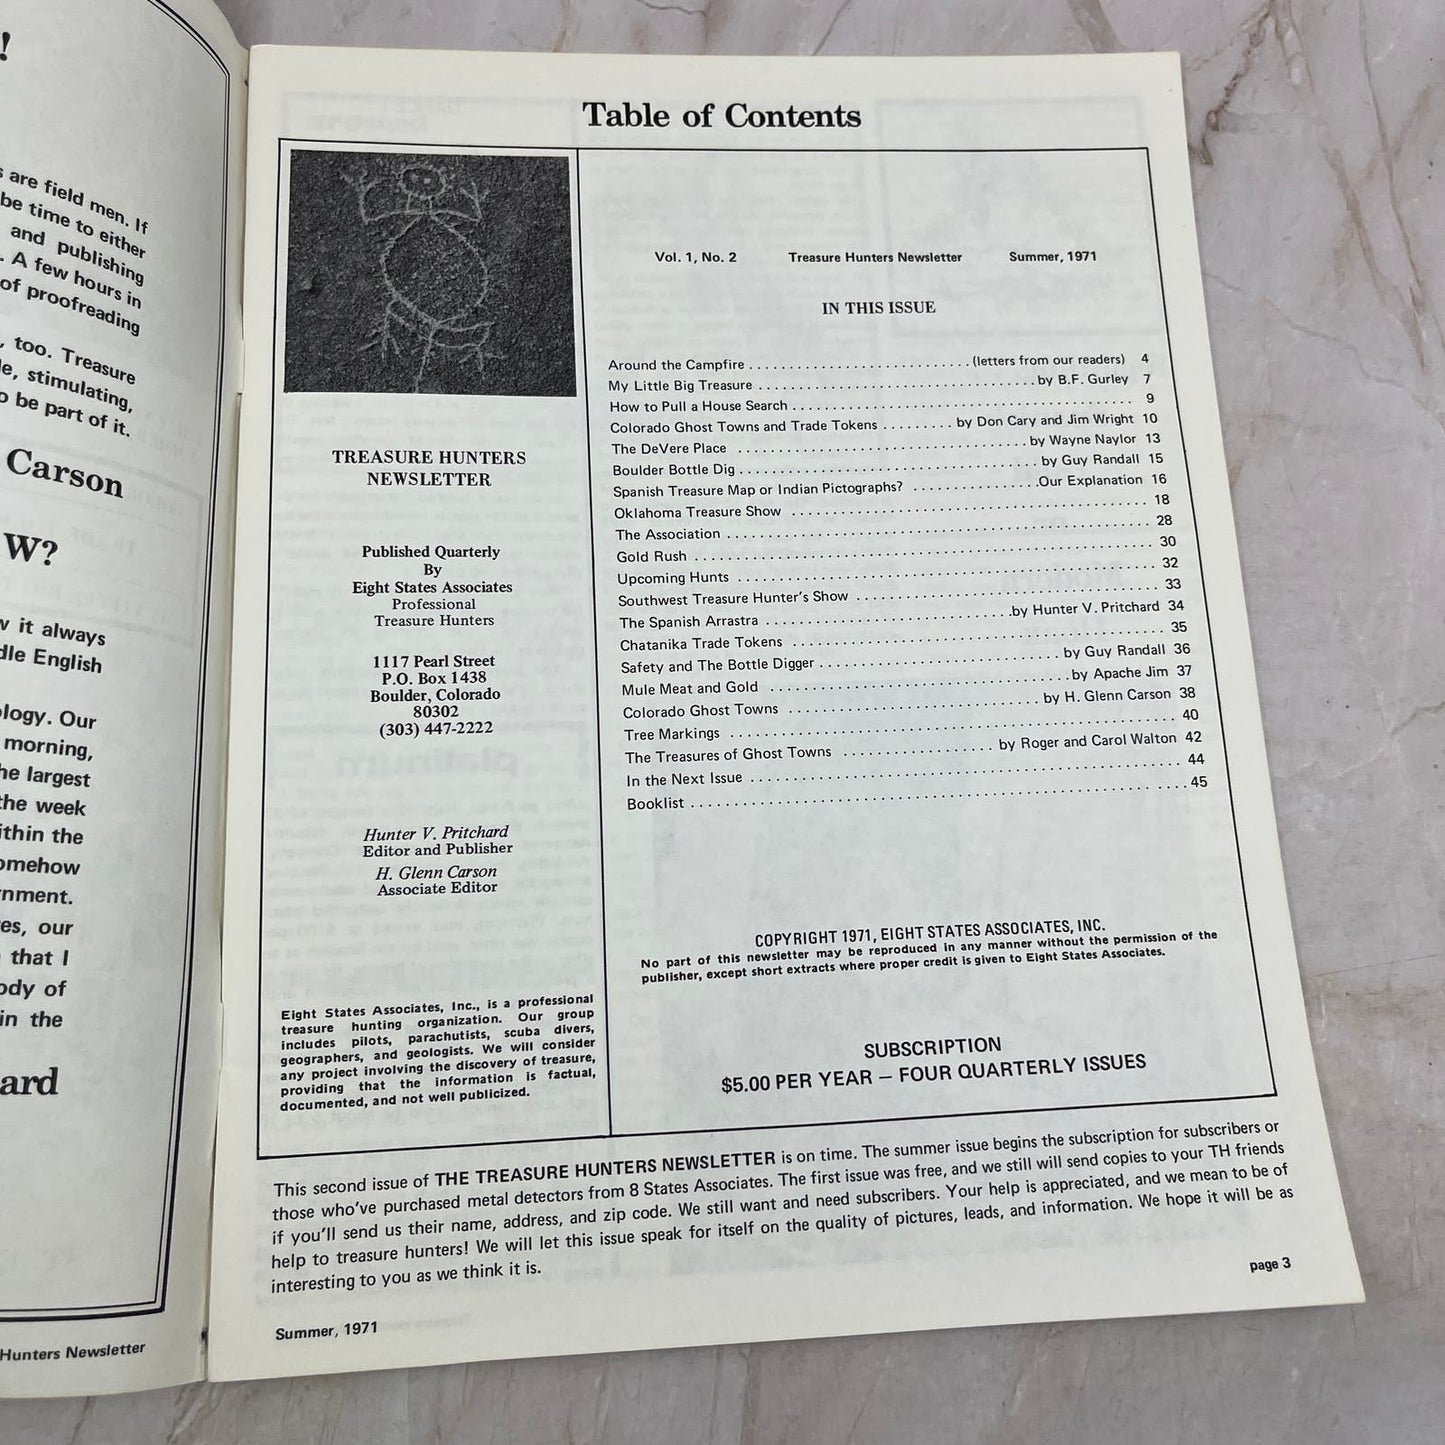 !
s are field men. If
be time to either
and publishing
. A few hours in
of proofreading
, too. Treasure
le, stimulating,
o be part of it.
Carson
W?
w it always
dle English
ology. Our
morning,
he largest
the week
ithin the
omehow
rnment.
es, our
that I
ody of
in the
ard
Hunters Newsletter
Table of Contents
TREASURE HUNTERS
NEWSLETTER
Published Quarterly
By
Eight States Associates
Professional
Treasure Hunters
1117 Pearl Street
P.O. Box 1438
Boulder, Colorado
80302
(303) 447-2222
Hunter V. Pritchard
Editor and Publisher
H. Glenn Carson
Associate Editor
Eight States Associates, Inc., is a professional
treasure hunting organization. Our group
includes pilots, parachutists, scuba divers,
geographers, and geologists. We will consider
any project involving the discovery of treasure,
providing that the information is factual,
documented, and not well publicized.
Vol. 1, No. 2 Treasure Hunters Newsletter Summer, 1971
IN THIS ISSUE
Around the Campfire . . . . . . . . . . . . . . . . . . . . . . . . . . . (letters from our readers) 4
My Little Big Treasure . . . . . . . . . . . . . . . . . . . . . . . . . . . . . . . . . . by B.F. Gurley 7
How to Pull a House Search . . . . . . . . . . . . . . . . . . . . . . . . . . . . . . . . . . . . . . . . . 9
Colorado Ghost Towns and Trade Tokens . . . . . . . . . by Don Cary and Jim Wright 10
The DeVere Place . . . . . . . . . . . . . . . . . . . . . . . . . . . . . . . . . . . by Wayne Naylor 13
Boulder Bottle Dig . . . . . . . . . . . . . . . . . . . . . . . . . . . . . . . . . . . . by Guy Randall 15
Spanish Treasure Map or Indian Pictographs? . . . . . . . . . . . . . . . .Our Explanation 16
Oklahoma Treasure Show . . . . . . . . . . . . . . . . . . . . . . . . . . . . . . . . . . . . . . . . . . . 18
The Association . . . . . . . . . . . . . . . . . . . . . . . . . . . . . . . . . . . . . . . . . . . . . . . . . . . 28
Gold Rush . . . . . . . . . . . . . . . . . . . . . . . . . . . . . . . . . . . . . . . . . . . . . . . . . . . . . . . 30
Upcoming Hunts . . . . . . . . . . . . . . . . . . . . . . . . . . . . . . . . . . . . . . . . . . . . . . . . . . 32
Southwest Treasure Hunter's Show . . . . . . . . . . . . . . . . . . . . . . . . . . . . . . . . . . . . 33
The Spanish Arrastra . . . . . . . . . . . . . . . . . . . . . . . . . . . . . .by Hunter V. Pritchard 34
Chatanika Trade Tokens . . . . . . . . . . . . . . . . . . . . . . . . . . . . . . . . . . . . . . . . . . . . 35
Safety and The Bottle Digger . . . . . . . . . . . . . . . . . . . . . . . . . . . . . by Guy Randall 36
Mule Meat and Gold . . . . . . . . . . . . . . . . . . . . . . . . . . . . . . . . . . . . by Apache Jim 37
Colorado Ghost Towns . . . . . . . . . . . . . . . . . . . . . . . . . . . . . . by H. Glenn Carson 38
Tree Markings . . . . . . . . . . . . . . . . . . . . . . . . . . . . . . . . . . . . . . . . . . . . . . . . . . . . 40
The Treasures of Ghost Towns . . . . . . . . . . . . . . . . . . by Roger and Carol Walton 42
In the Next Issue . . . . . . . . . . . . . . . . . . . . . . . . . . . . . . . . . . . . . . . . . . . . . . . . . . 44
Booklist . . . . . . . . . . . . . . . . . . . . . . . . . . . . . . . . . . . . . . . . . . . . . . . . . . . . . . . . 45
COPYRIGHT 1971, EIGHT STATES ASSOCIATES, INC.
No part of this newsletter may be reproduced in any manner without the permission of the
publisher, except short extracts where proper credit is given to Eight States Associates.
SUBSCRIPTION
$5.00 PER YEAR – FOUR QUARTERLY ISSUES
This second issue of THE TREASURE HUNTERS NEWSLETTER is on time. The summer issue begins the subscription for subscribers or
those who've purchased metal detectors from 8 States Associates. The first issue was free, and we still will send copies to your TH friends
if you'll send us their name, address, and zip code. We still want and need subscribers. Your help is appreciated, and we mean to be of
help to treasure hunters! We will let this issue speak for itself on the quality of pictures, leads, and information. We hope it will be as
interesting to you as we think it is.
page 3
Summer, 1971